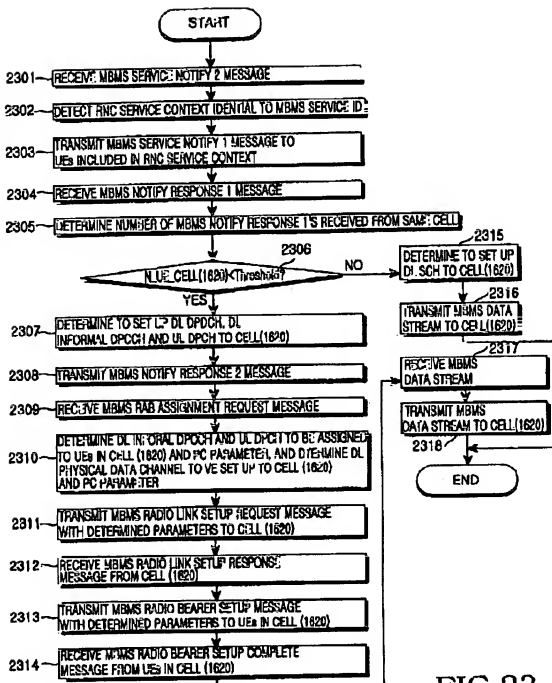 START
2301
RECEIVE MBMS SERVICE NOTIFY 2 MESSAGE
2302
DETECT RNC SERVICE CONTEXT IDENTIAL TO MBMS SERVICE ID
2303
TRANSMIT MBMS SERVICE NOTIFY 1 MESSAGE TO
UEs INCLUDED IN RNC SERVICE CONTEXT
2304
RECEIVE MBMS NOTIFY RESPONSE 1 MESSAGE
2305
DETERMINE NUMBER OF MBMS NOTIFY RESPONSE 1'S RECEIVED FROM SAME CELL
2306
N_UE_CELL(1620)<Threshold?
NO
YES
2307
DETERMINE TO SET UP DL DPDCH, DL
INFORMAL DPCCH AND UL DPCH TO CELL(1620)
2308
TRANSMIT MBMS NOTIFY RESPONSE 2 MESSAGE
2309
RECEIVE MBMS RAB ASSIGNMENT REQUEST MESSAGE
2310
DETERMINE DL INFORAL DPCCH AND UL DPCH TO BE ASSIGNED
TO UEs IN CELL (1620) AND PC PARAMETER, AND DTERMINE DL
PHYSICAL DATA CHANNEL TO VE SET UP TO CELL (1620)
AND PC PARAMETER
2311
TRANSMIT MBMS RADIO LINK SETUP REQUEST MESSAGE
WITH DETERMINED PARAMETERS TO CELL (1620)
2312
RECEIVE MBMS RADIO LINK SETUP RESPONSE
MESSAGE FROM CELL (1620)
2313
TRANSMIT MBMS RADIO BEARER SETUP MESSAGE
WITH DETERMINED PARAMETERS TO UEs IN CELL (1620)
2314
RECEIVE MBMS RADIO BEARER SETUP COMPLETE
MESSAGE FROM UEs IN CELL (1620)
2315
DETERMINE TO SET UP
DL SCH TO CELL(1620)
2316
TRANSMIT MBMS DATA
STREAM TO CELL(1620)
2317
RECEIVE MBMS
DATA STREAM
TRANSMIT MBMS
DATA STREAM TO CELL(1620)
2318
END
FIG.23